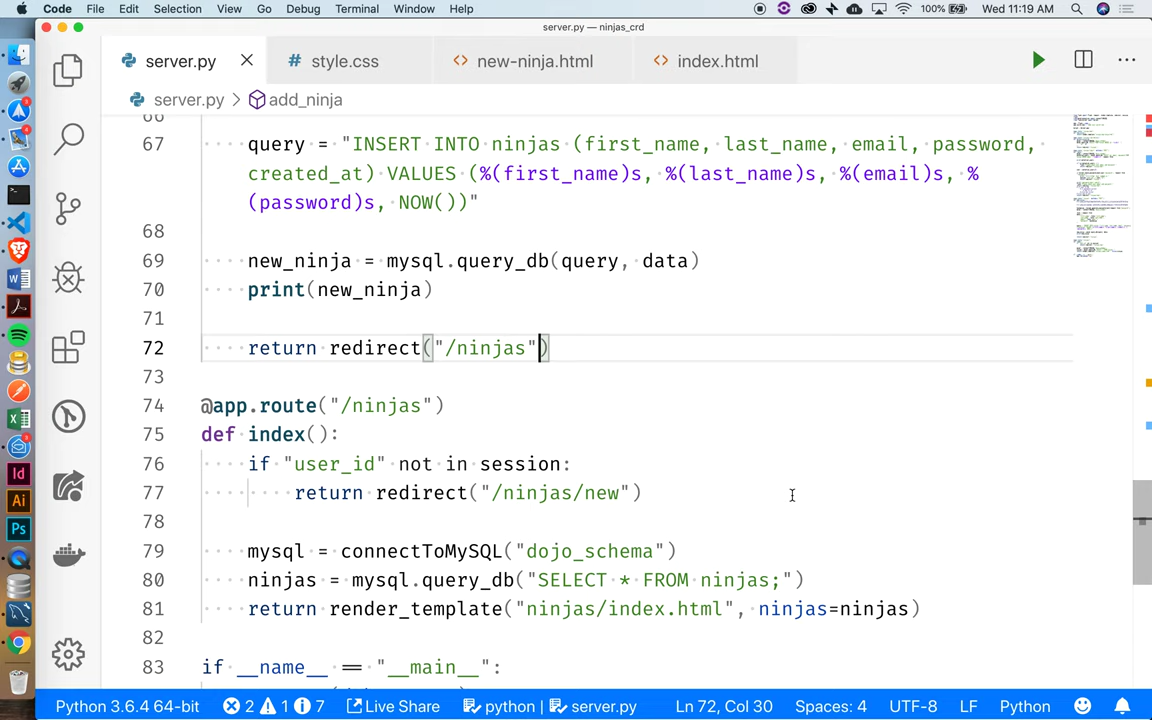 Code File Edit Selection View Go Debug Terminal Window Help 100% Wed 11:19 AM
server.py — ninjas_crd
server.py style.css new-ninja.html index.html
server.py > add_ninja
66
67 query = "INSERT INTO ninjas (first_name, last_name, email, password,
created_at) VALUES (%(first_name)s, %(last_name)s, %(email)s, %
(password)s, NOW())"
68
69 new_ninja = mysql.query_db(query, data)
70 print(new_ninja)
71
72 return redirect("/ninjas")
73
74 @app.route("/ninjas")
75 def index():
76 if "user_id" not in session:
77 return redirect("/ninjas/new")
78
79 mysql = connectToMySQL("dojo_schema")
80 ninjas = mysql.query_db("SELECT * FROM ninjas;")
81 return render_template("ninjas/index.html", ninjas=ninjas)
82
83 if __name__ == "__main__":
Python 3.6.4 64-bit 2 1 7 Live Share python | server.py Ln 72, Col 30 Spaces: 4 UTF-8 LF Python